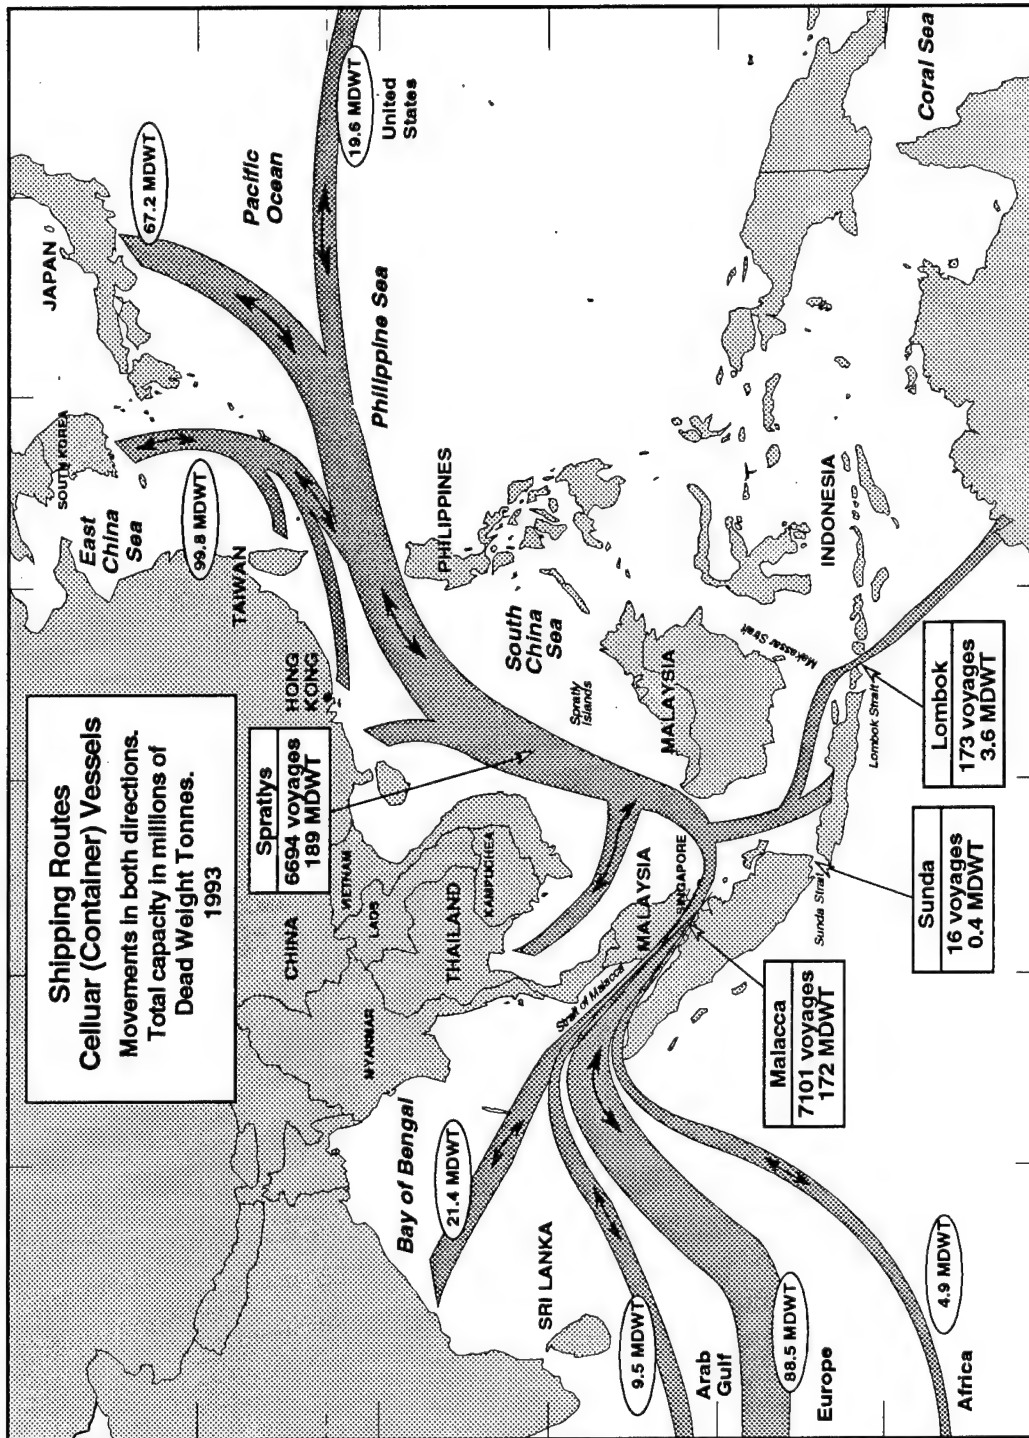 Shipping Routes
Celluar (Container) Vessels
Movements in both directions.
Total capacity in millions of
Dead Weight Tonnes.
1993
JAPAN
67.2 MDWT
Pacific
Ocean
19.6 MDWT
United
States
SOUTH KOREA
East
China
Sea
99.8 MDWT
TAIWAN
Philippine Sea
HONG
KONG
Spratlys
6694 voyages
189 MDWT
CHINA
VIETNAM
LAOS
MYANMAR
THAILAND
KAMPUCHEA
PHILIPPINES
South
China
Sea
Spratly
Islands
Bay of Bengal
21.4 MDWT
Strait of Malacca
MALAYSIA
SINGAPORE
MALAYSIA
Makassar Strait
INDONESIA
Coral Sea
SRI LANKA
9.5 MDWT
Arab
Gulf
88.5 MDWT
Europe
4.9 MDWT
Africa
Malacca
7101 voyages
172 MDWT
Sunda Strait
Sunda
16 voyages
0.4 MDWT
Lombok Strait
Lombok
173 voyages
3.6 MDWT